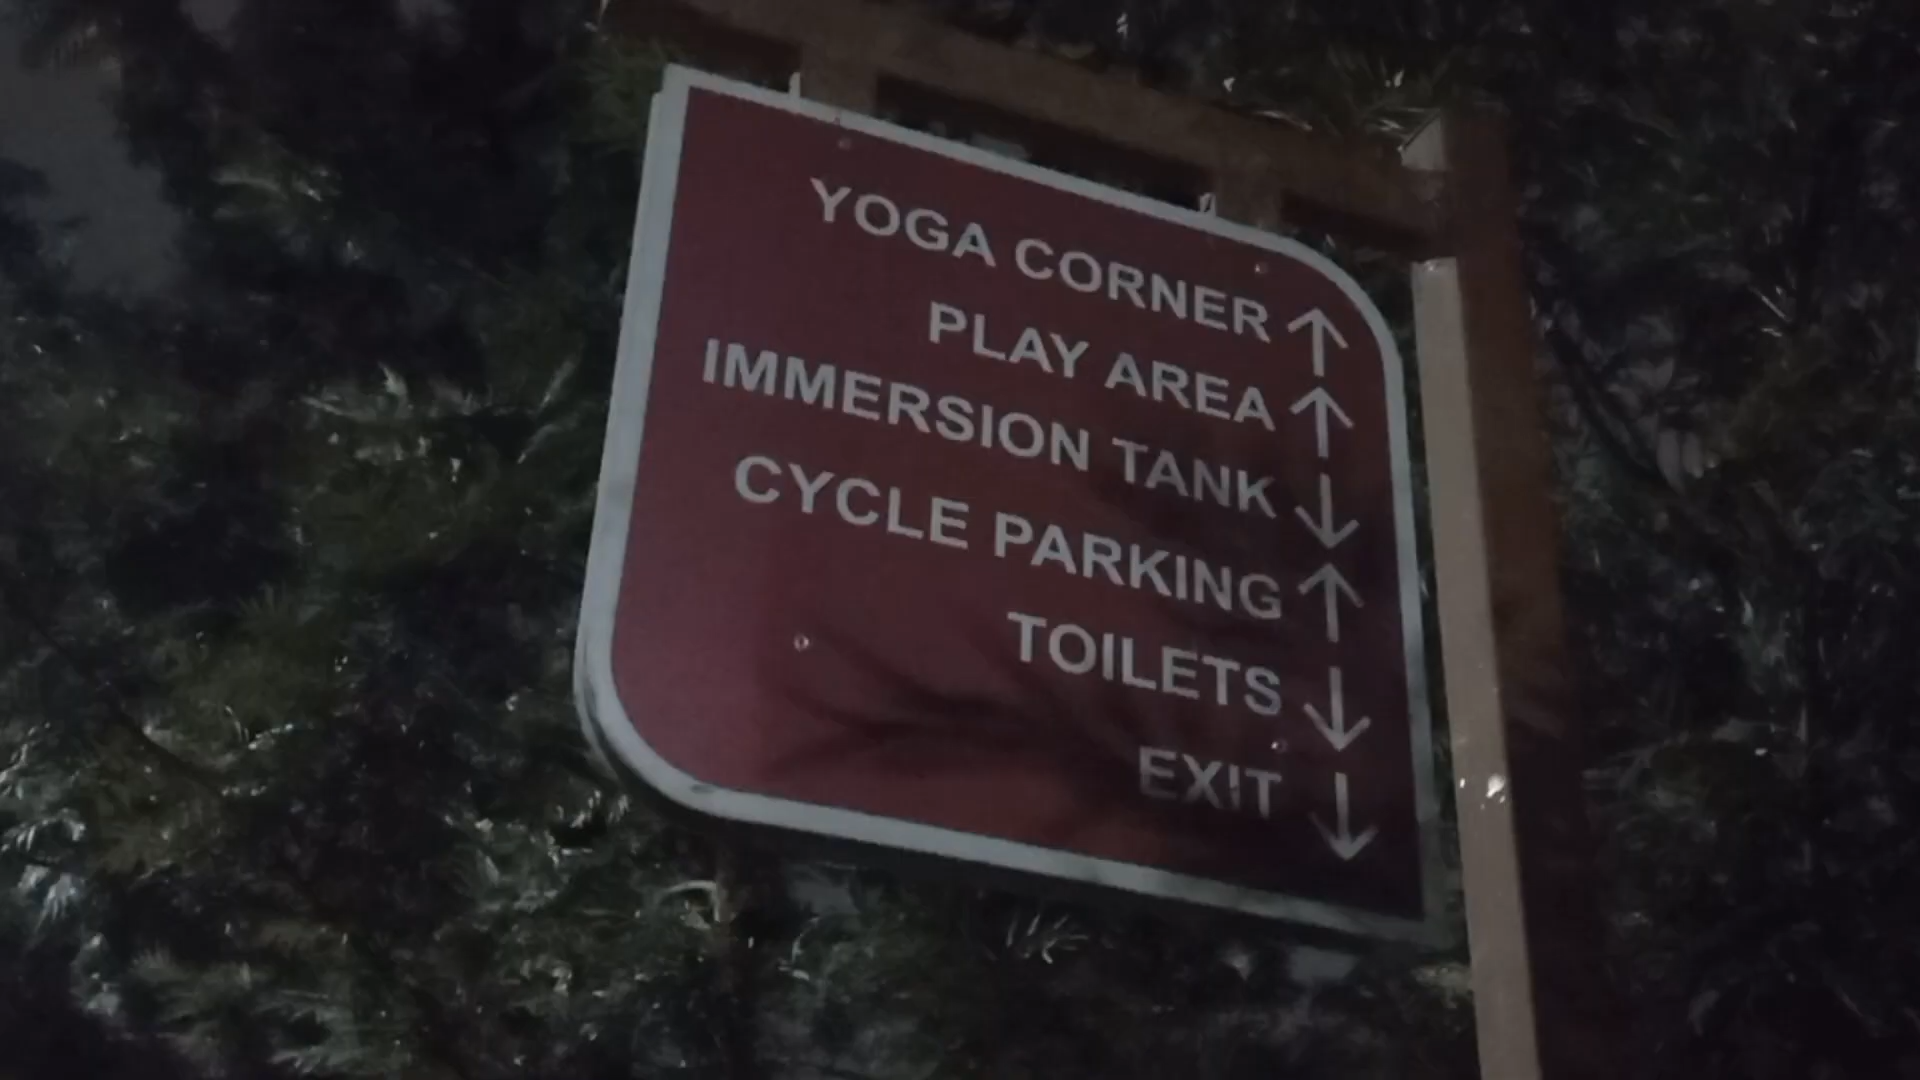 YOGA CORNER ↑
PLAY AREA ↑
IMMERSION TANK ↓
CYCLE PARKING ↑
TOILETS ↓
EXIT ↓